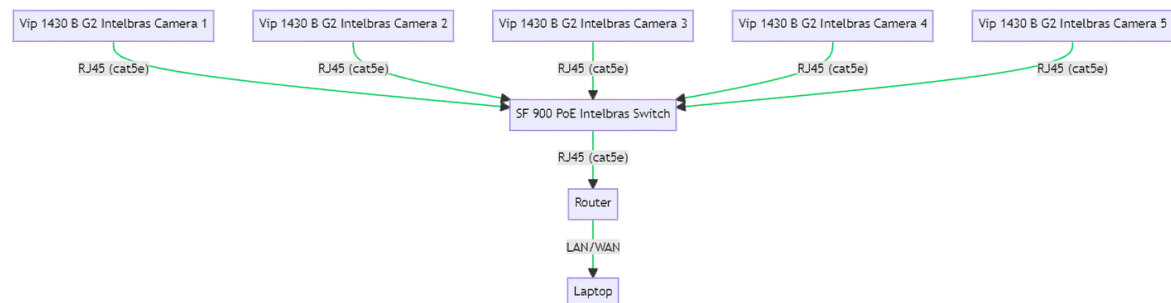 Vip 1430 B G2 Intelbras Camera 1
Vip 1430 B G2 Intelbras Camera 2
Vip 1430 B G2 Intelbras Camera 3
Vip 1430 B G2 Intelbras Camera 4
Vip 1430 B G2 Intelbras Camera 5
RJ45 (cat5e)
RJ45 (cat5e)
RJ45 (cat5e)
RJ45 (cat5e)
RJ45 (cat5e)
SF 900 PoE Intelbras Switch
RJ45 (cat5e)
Router
LAN/WAN
Laptop